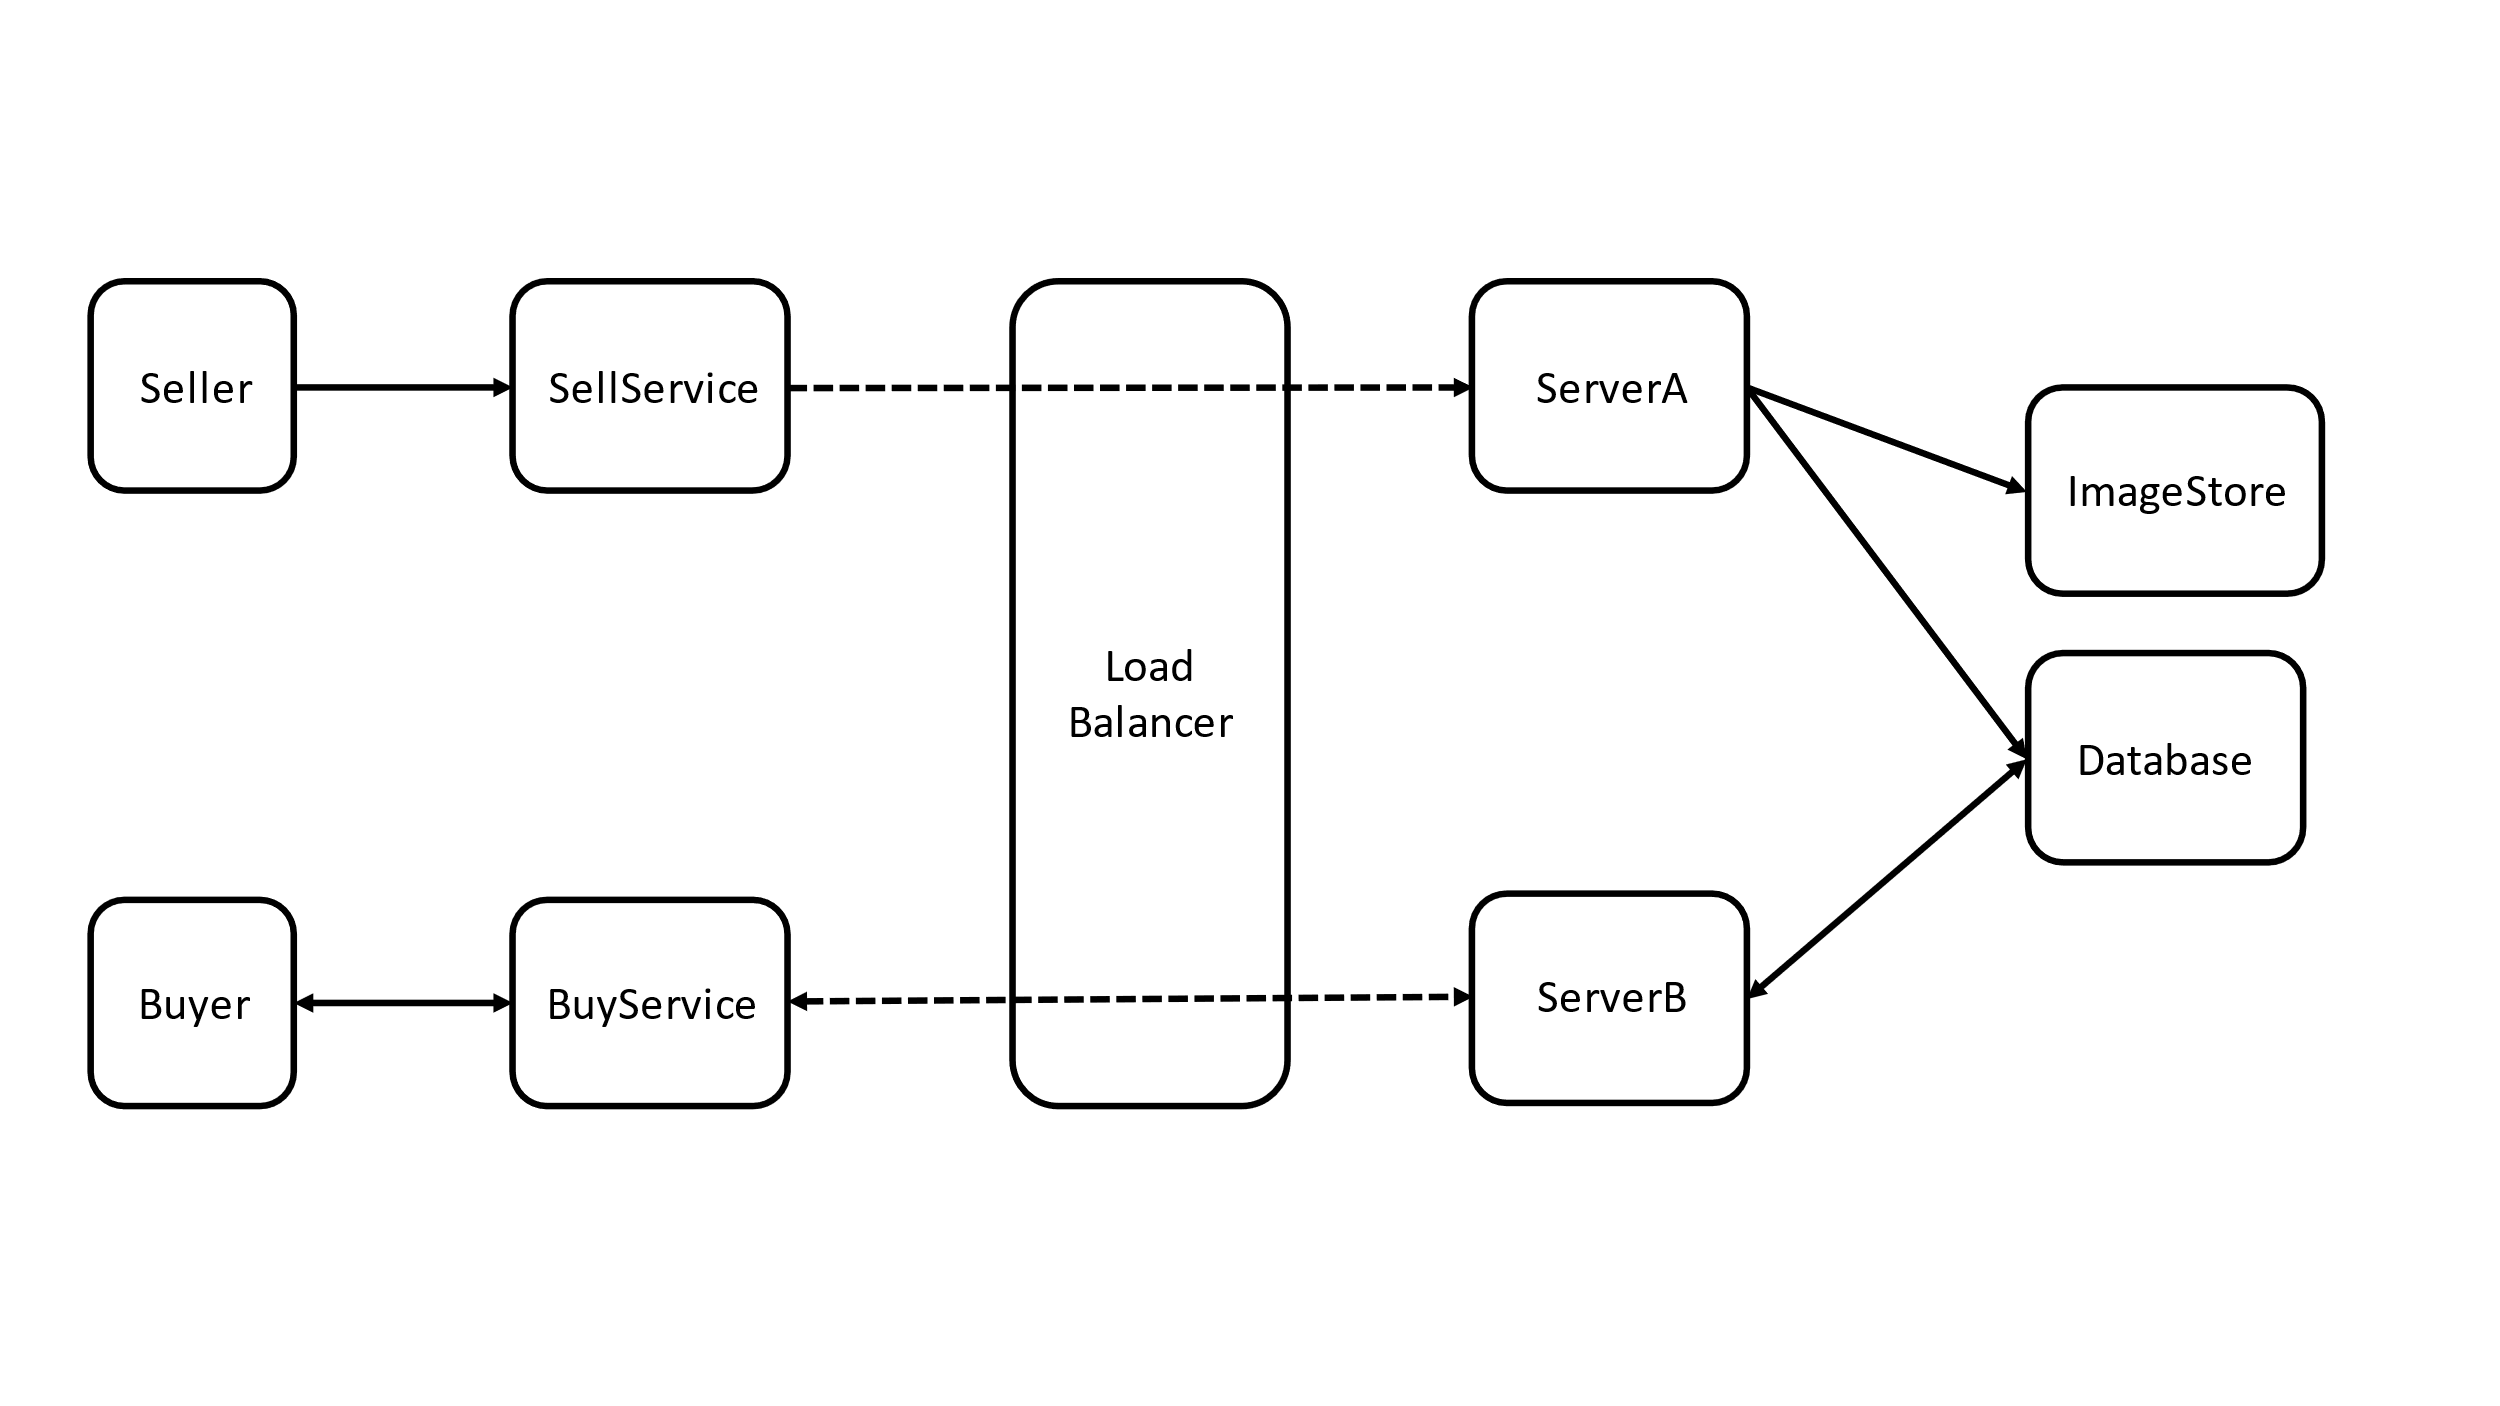 Seller
SellService
ServerA
ImageStore
Load
Balancer
Database
Buyer
BuyService
ServerB